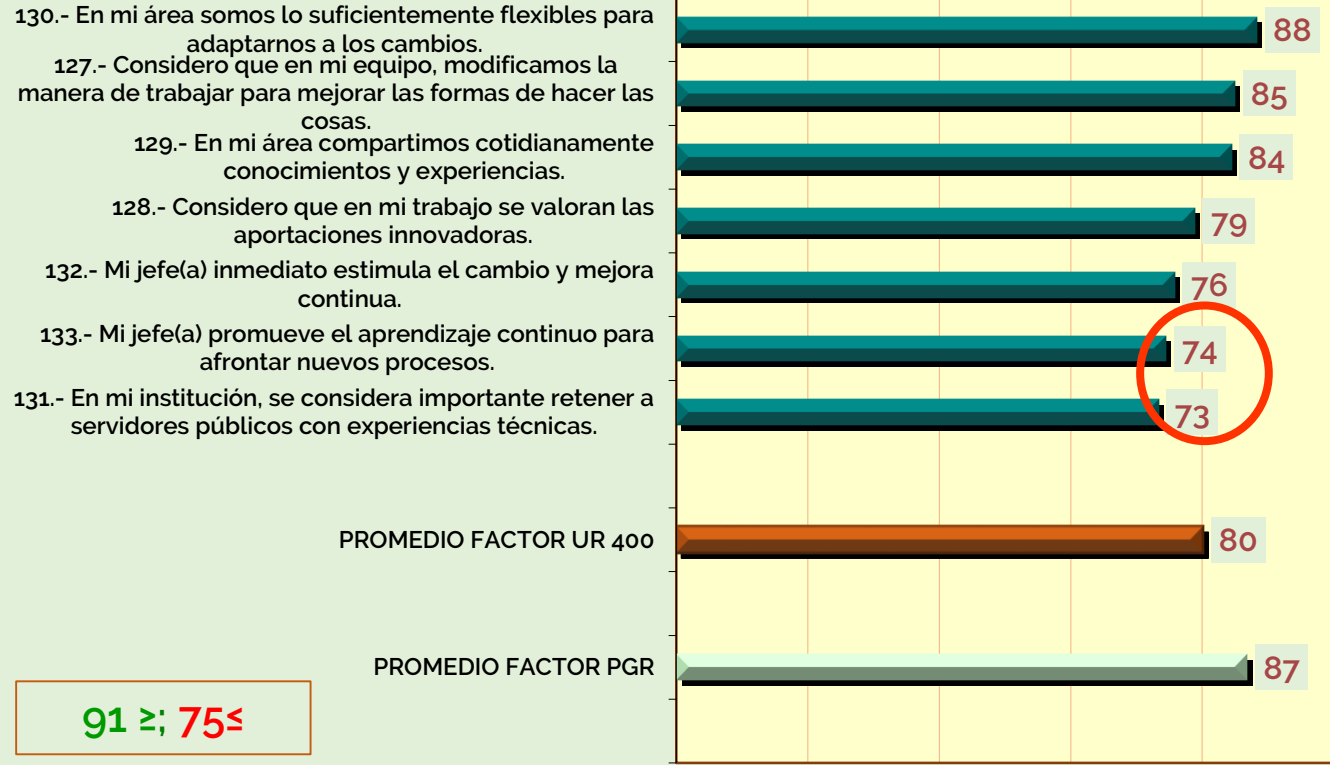 130.- En mi área somos lo suficientemente flexibles para
adaptarnos a los cambios.
88
127.- Considero que en mi equipo, modificamos la
manera de trabajar para mejorar las formas de hacer las
cosas.
85
129.- En mi área compartimos cotidianamente
conocimientos y experiencias.
84
128.- Considero que en mi trabajo se valoran las
aportaciones innovadoras.
79
132.- Mi jefe(a) inmediato estimula el cambio y mejora
continua.
76
133.- Mi jefe(a) promueve el aprendizaje continuo para
afrontar nuevos procesos.
74
131.- En mi institución, se considera importante retener a
servidores públicos con experiencias técnicas.
73
PROMEDIO FACTOR UR 400
80
PROMEDIO FACTOR PGR
87
91 ≥; 75≤